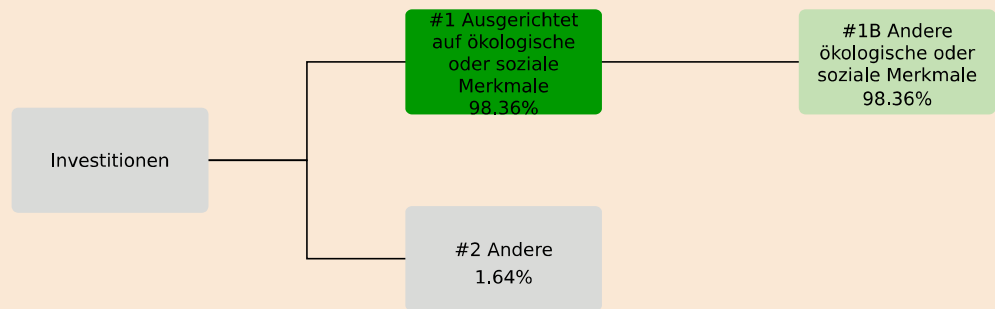 Investitionen
#1 Ausgerichtet
auf ökologische
oder soziale
Merkmale
98.36%
#1B Andere
ökologische oder
soziale Merkmale
98.36%
#2 Andere
1.64%